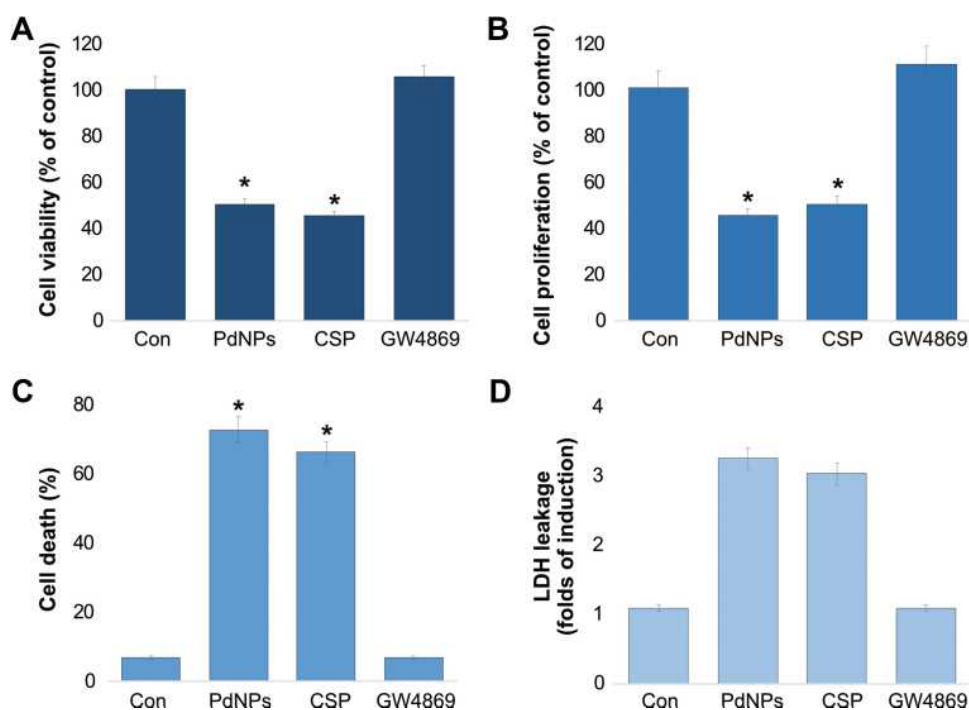 A
Cell viability (% of control)
120
100
80
60
40
20
0
*
*
Con PdNPs CSP GW4869
B
Cell proliferation (% of control)
120
100
80
60
40
20
0
*
*
Con PdNPs CSP GW4869
C
Cell death (%)
80
60
40
20
0
*
*
Con PdNPs CSP GW4869
D
LDH leakage
(folds of induction)
4
3
2
1
0
Con PdNPs CSP GW4869